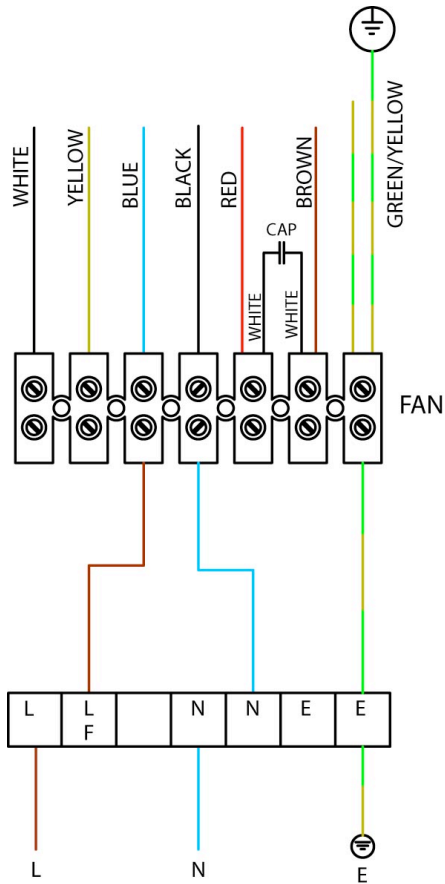 WHITE
YELLOW
BLUE
BLACK
RED
BROWN
GREEN/YELLOW
CAP
WHITE
WHITE
FAN
L
L
F
N
N
E
E
L
N
E